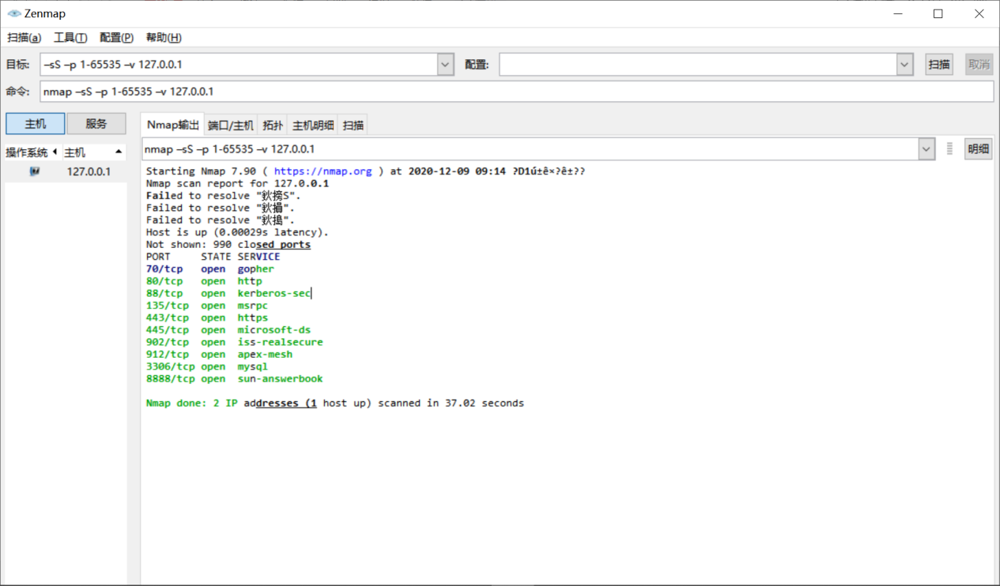 Zenmap
扫描(a) 工具(T) 配置(P) 帮助(H)
目标: –sS –p 1-65535 –v 127.0.0.1 配置: 扫描 取消
命令: nmap –sS –p 1-65535 –v 127.0.0.1
主机 服务 Nmap输出 端口/主机 拓扑 主机明细 扫描
操作系统 主机 nmap –sS –p 1-65535 –v 127.0.0.1 明细
127.0.0.1
Starting Nmap 7.90 ( https://nmap.org ) at 2020-12-09 09:14 ?D1ú±ê×?ê±??
Nmap scan report for 127.0.0.1
Failed to resolve "鈥搒S".
Failed to resolve "鈥損".
Failed to resolve "鈥搗".
Host is up (0.00029s latency).
Not shown: 990 closed ports
PORT STATE SERVICE
70/tcp open gopher
80/tcp open http
88/tcp open kerberos-sec
135/tcp open msrpc
443/tcp open https
445/tcp open microsoft-ds
902/tcp open iss-realsecure
912/tcp open apex-mesh
3306/tcp open mysql
8888/tcp open sun-answerbook
Nmap done: 2 IP addresses (1 host up) scanned in 37.02 seconds